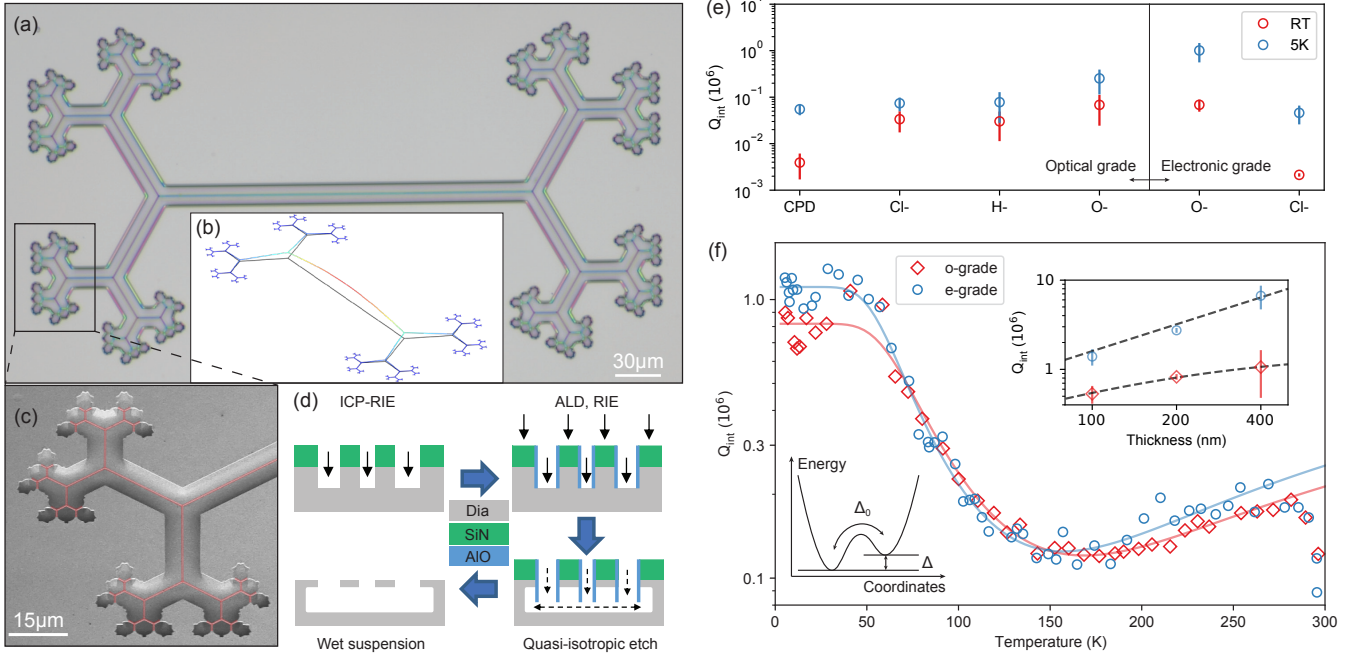 (a)
(b)
30μm
(c)
15μm
(d)
ICP-RIE
ALD, RIE
Dia
SiN
AlO
Wet suspension
Quasi-isotropic etch
(e)
Q_int (10^6)
10^0
10^-1
10^-2
10^-3
RT
5K
Optical grade
Electronic grade
CPD
Cl-
H-
O-
O-
Cl-
(f)
Q_int (10^6)
1.0
0.3
0.1
o-grade
e-grade
Q_int (10^6)
10
1
100
200
400
Thickness (nm)
Energy
Δ_0
Δ
Coordinates
0
50
100
150
200
250
300
Temperature (K)